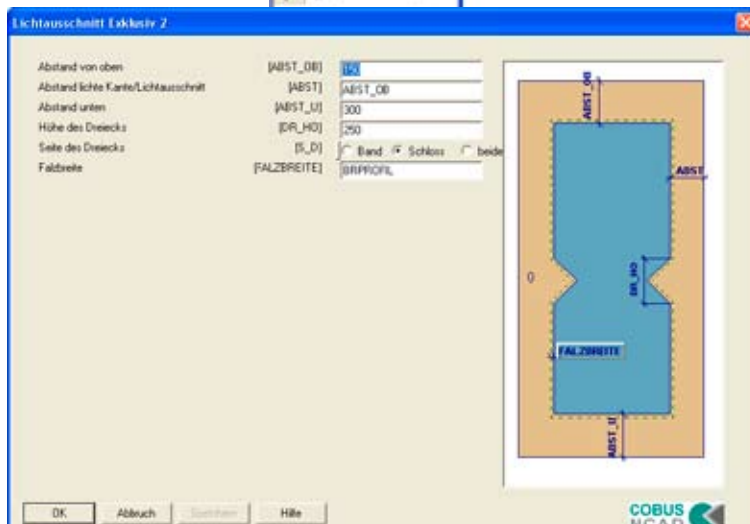 Lichtausschnitt Exklusiv 2
Abstand von oben [ABST_OB] 150
Abstand lichte Kante/Lichtausschnitt [ABST] ABST_OB
Abstand unten [ABST_U] 300
Höhe des Dreiecks [DR_HO] 250
Seite des Dreiecks [S_D] Band Schloss beide
Falzbreite [FALZBREITE] BRPROFIL
ABST_OB
ABST
DR_HO
0
FALZBREITE
ABST_U
OK Abbruch Hilfe
COBUS
NCAD